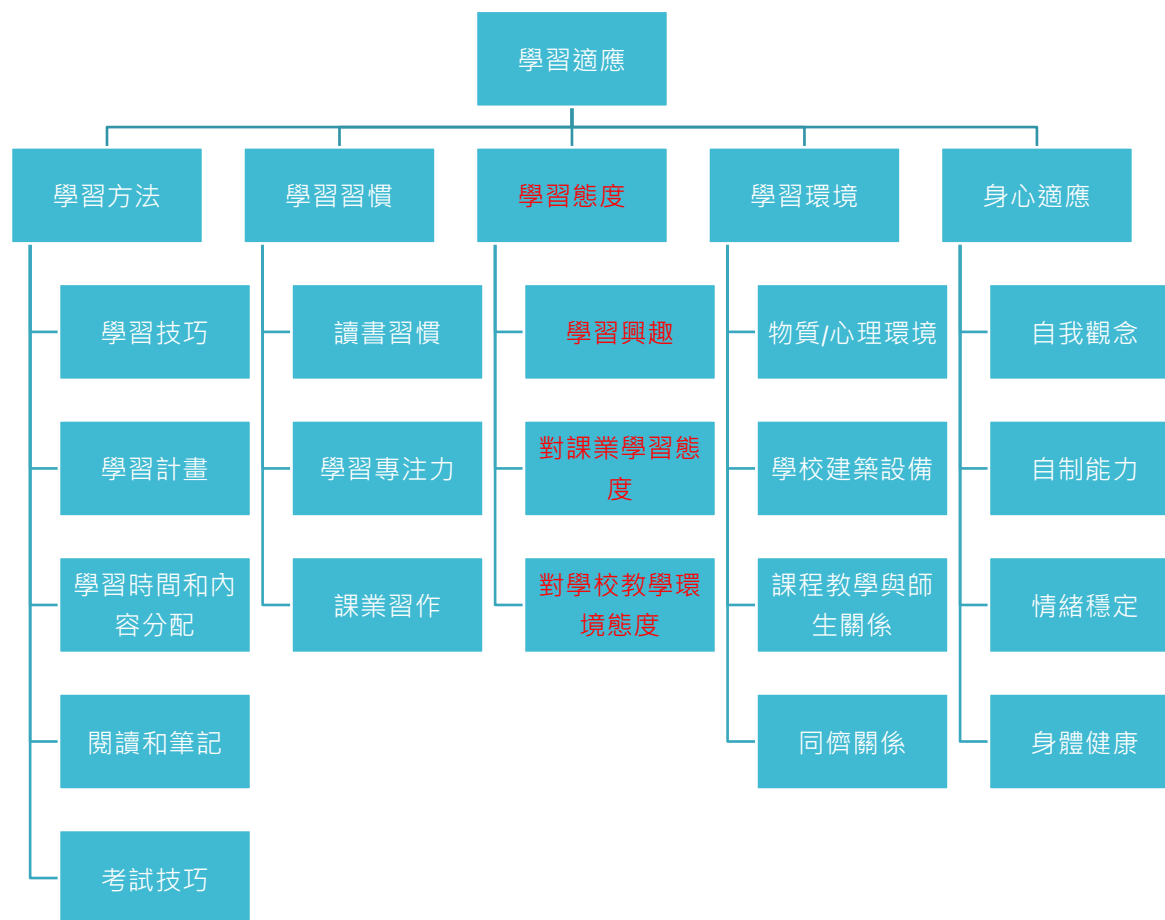 學習適應
學習方法
學習技巧
學習計畫
學習時間和內
容分配
閱讀和筆記
考試技巧
學習習慣
讀書習慣
學習專注力
課業習作
學習態度
學習興趣
對課業學習態
度
對學校教學環
境態度
學習環境
物質/心理環境
學校建築設備
課程教學與師
生關係
同儕關係
身心適應
自我觀念
自制能力
情緒穩定
身體健康